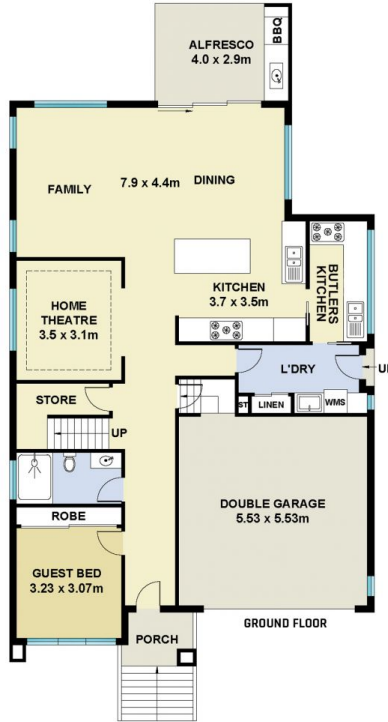 BBQ
ALFRESCO
4.0 x 2.9m
FAMILY
7.9 x 4.4m
DINING
KITCHEN
3.7 x 3.5m
BUTLERS
KITCHEN
HOME
THEATRE
3.5 x 3.1m
L'DRY
STORE
UP
ST
LINEN
WMS
ROBE
DOUBLE GARAGE
5.53 x 5.53m
GUEST BED
3.23 x 3.07m
GROUND FLOOR
PORCH